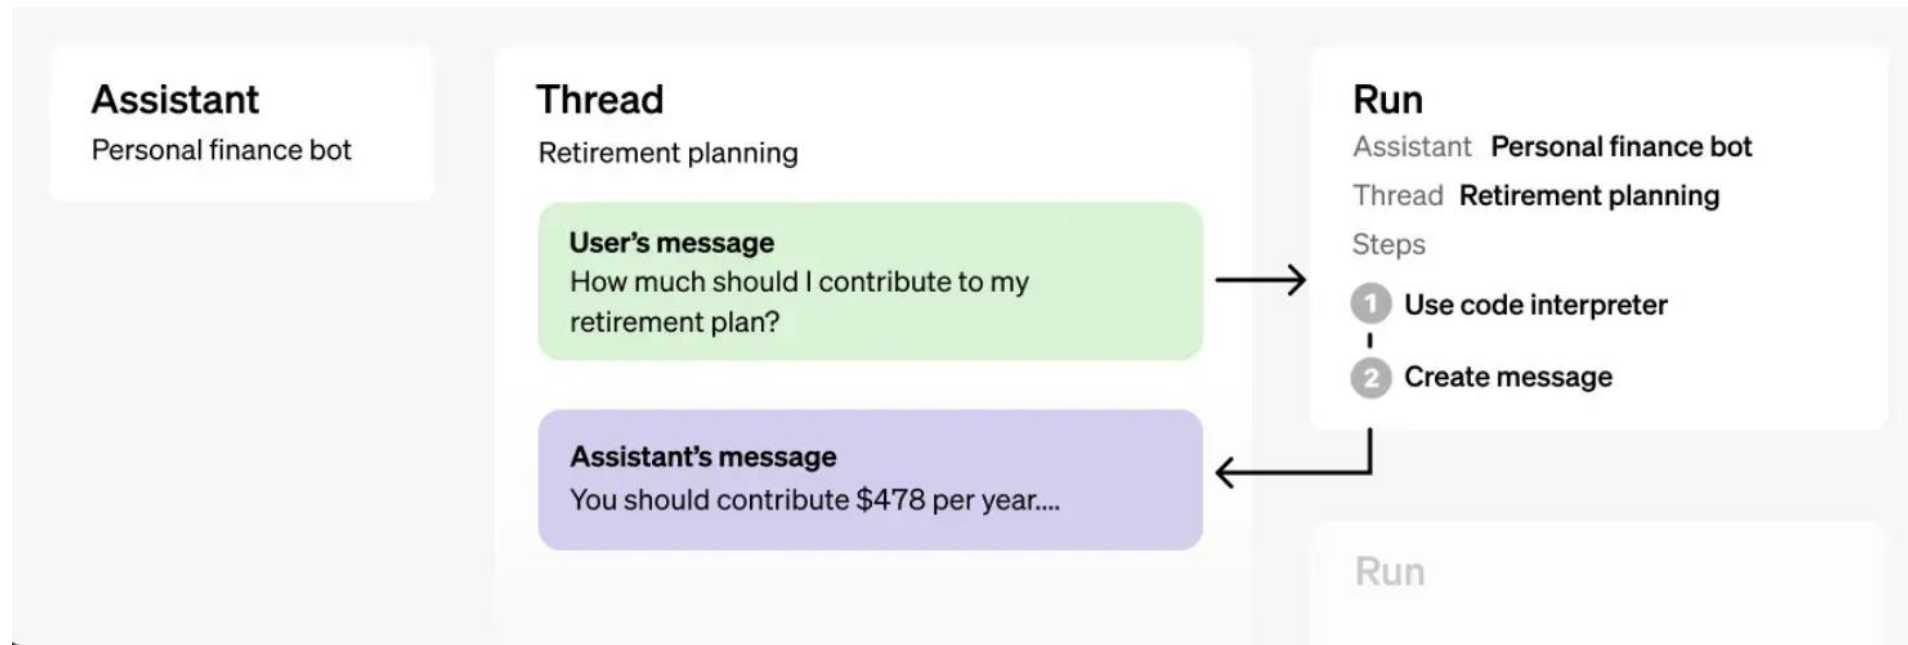 Assistant
Personal finance bot
Thread
Retirement planning
User’s message
How much should I contribute to my
retirement plan?
Assistant’s message
You should contribute $478 per year....
Run
Assistant Personal finance bot
Thread Retirement planning
Steps
1 Use code interpreter
2 Create message
Run